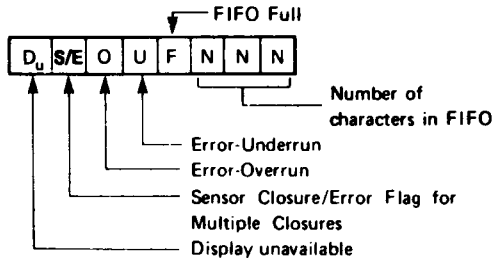 FIFO Full
Du S/E O U F N N N
Number of
characters in FIFO
Error-Underrun
Error-Overrun
Sensor Closure/Error Flag for
Multiple Closures
Display unavailable